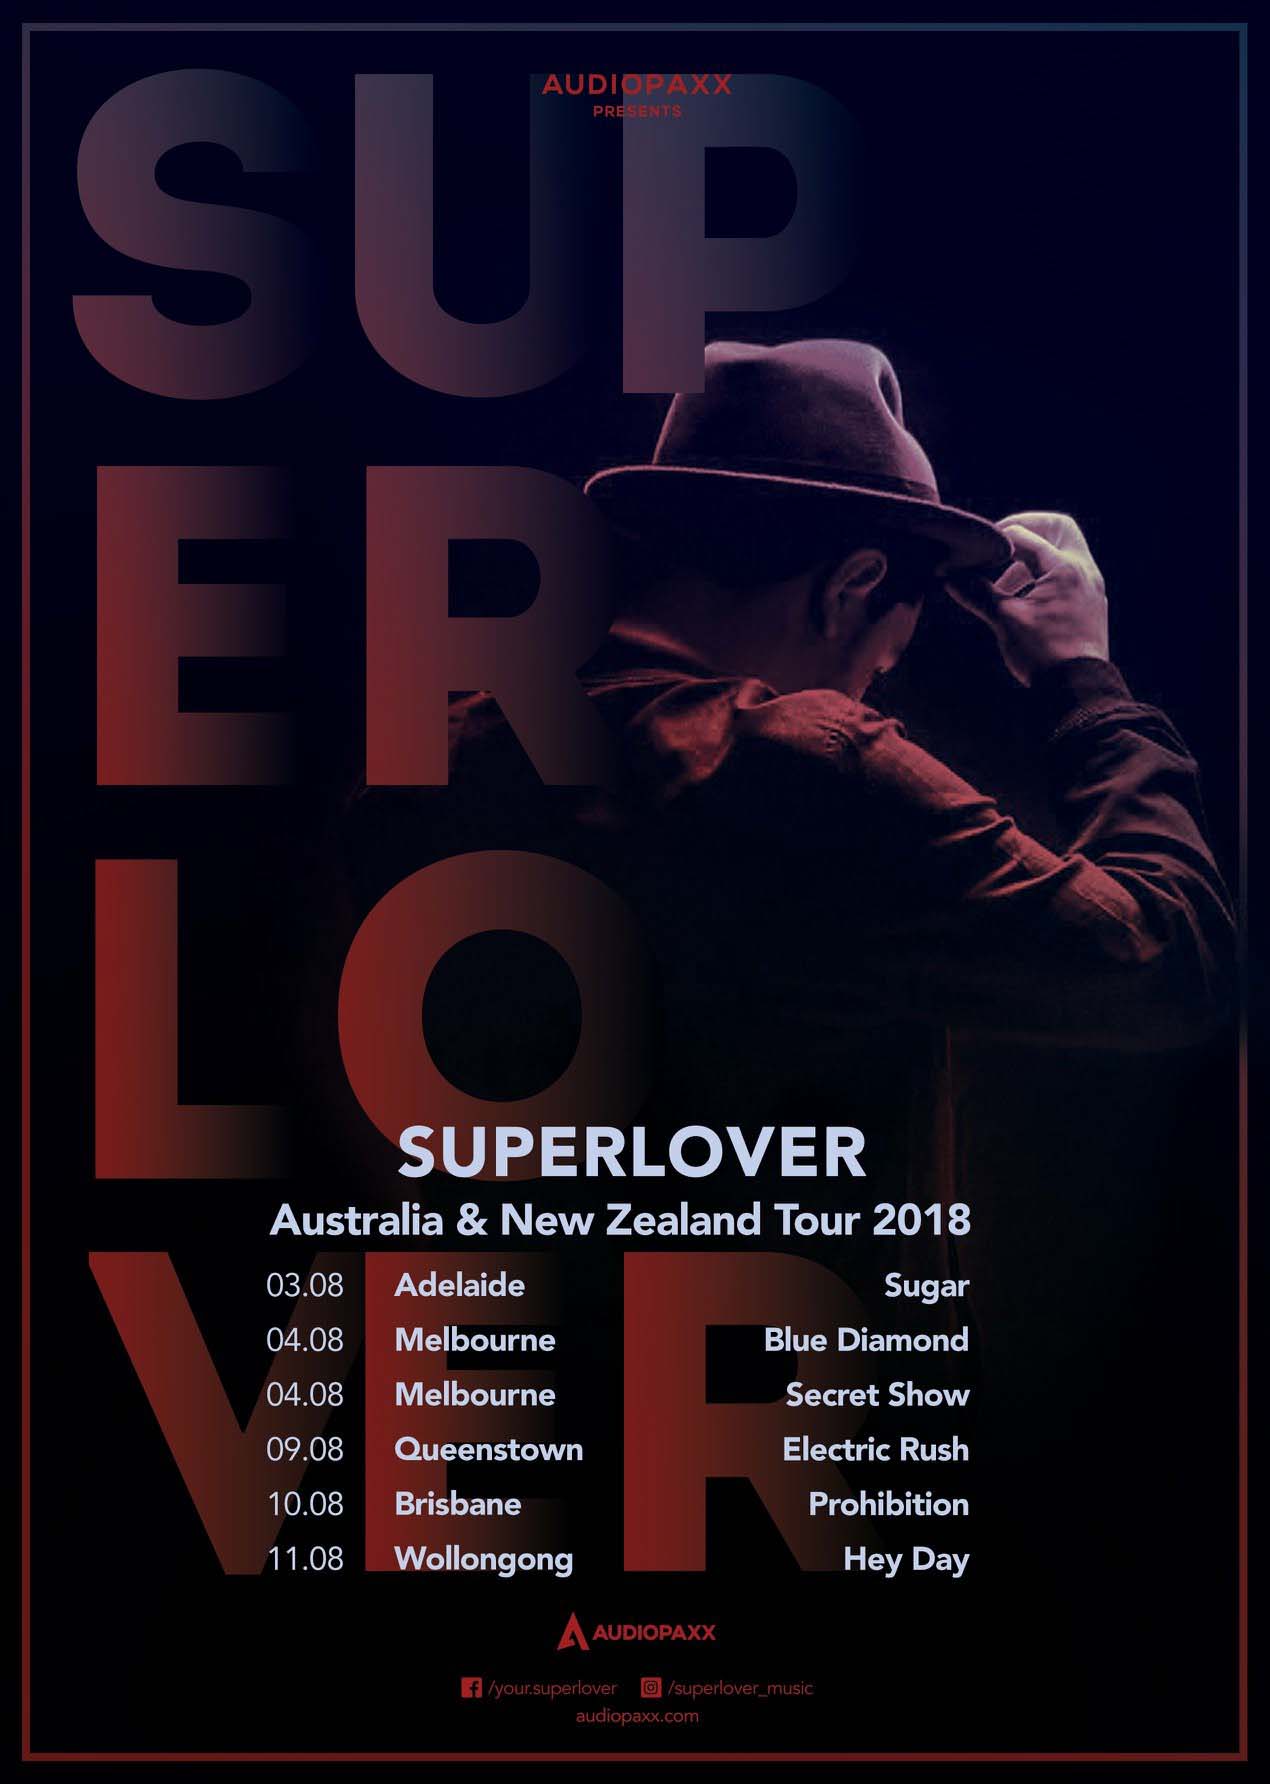 AUDIOPAXX
PRESENTS
SUP
ER
LO
VER
SUPERLOVER
Australia & New Zealand Tour 2018
03.08 Adelaide Sugar
04.08 Melbourne Blue Diamond
04.08 Melbourne Secret Show
09.08 Queenstown Electric Rush
10.08 Brisbane Prohibition
11.08 Wollongong Hey Day
AUDIOPAXX
/your.superlover /superlover_music
audiopaxx.com